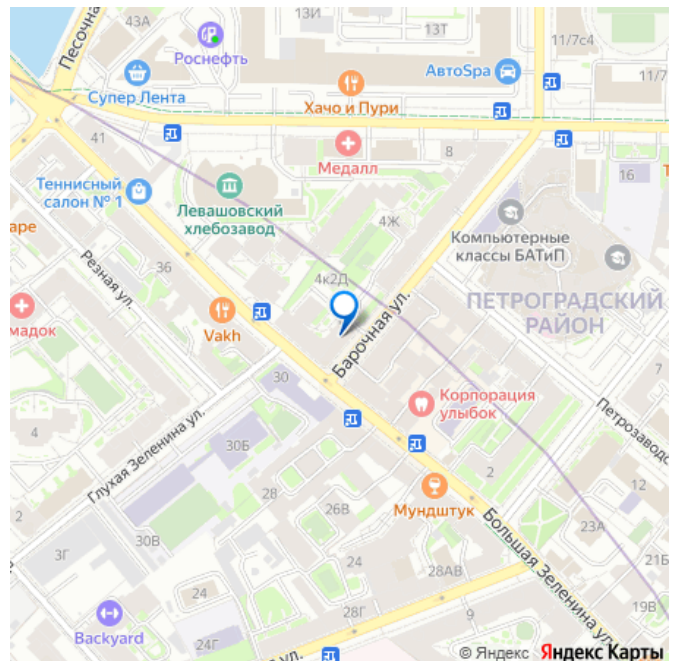 43А
13И
13Т
11/7с4
Песочна
Роснефть
АвтоSpa
11/7
Супер Лента
Хачо и Пури
41
Медалл
8
16
Теннисный
салон № 1
Левашовский
хлебозавод
4Ж
Компьютерные
классы БАТиП
аре
Резная ул.
36
4к2Д
ПЕТРОГРАДСКИЙ
РАЙОН
мадок
Vakh
Барочная ул.
7
30
Корпорация
улыбок
Петрозаводс
4
Глухая Зеленина ул.
30Б
2
12
28
26В
Мундштук
2
30В
3Г
Большая Зеленина ул.
23А
24
28АВ
21Б
24
28Г
9
19В
Backyard
24Г
ул.
© Яндекс Яндекс Карты